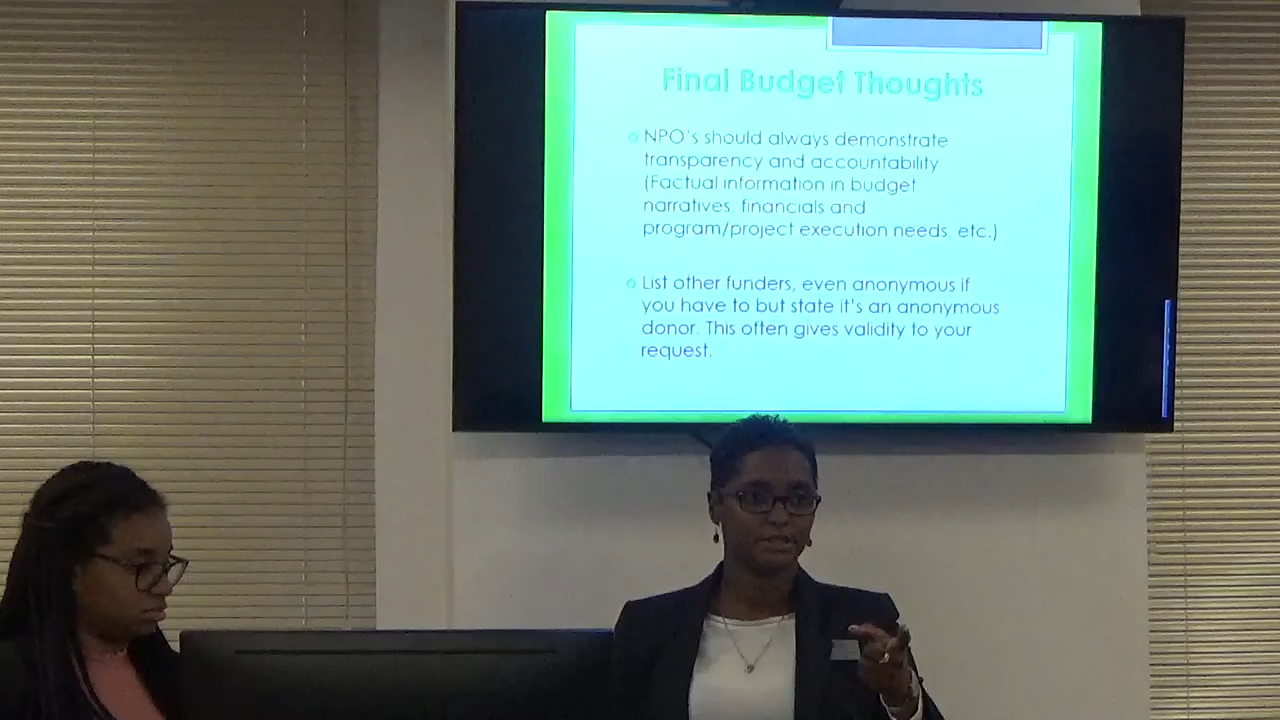 Final Budget Thoughts
NPO's should always demonstrate
transparency and accountability
(Factual information in budget
narratives, financials and
program/project execution needs, etc.)
List other funders, even anonymous if
you have to but state it's an anonymous
donor. This often gives validity to your
request.